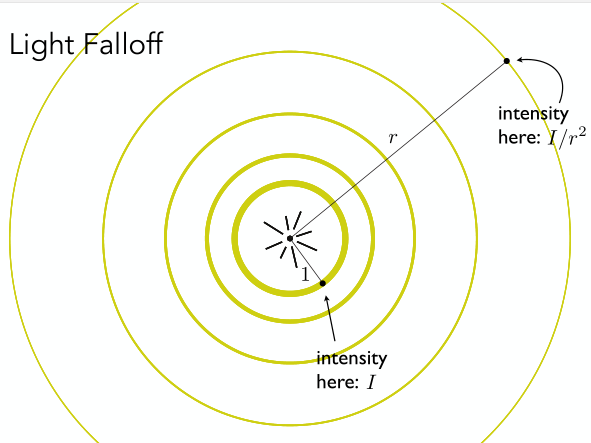 Light Falloff
intensity
here: I/r²
r
1
intensity
here: I